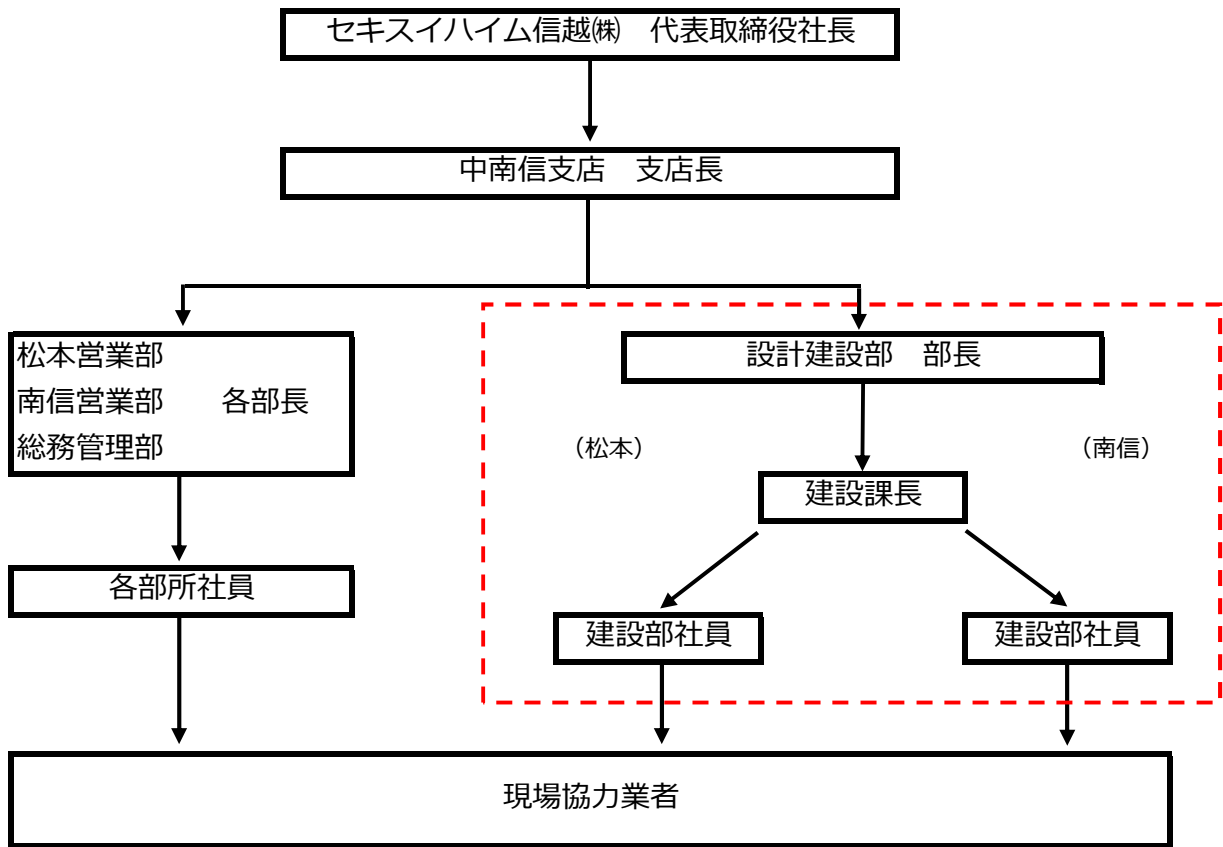 セキスイハイム信越㈱　代表取締役社長
中南信支店　支店長
松本営業部
南信営業部　　各部長
総務管理部
設計建設部　部長
（松本）
（南信）
建設課長
各部所社員
建設部社員
建設部社員
現場協力業者